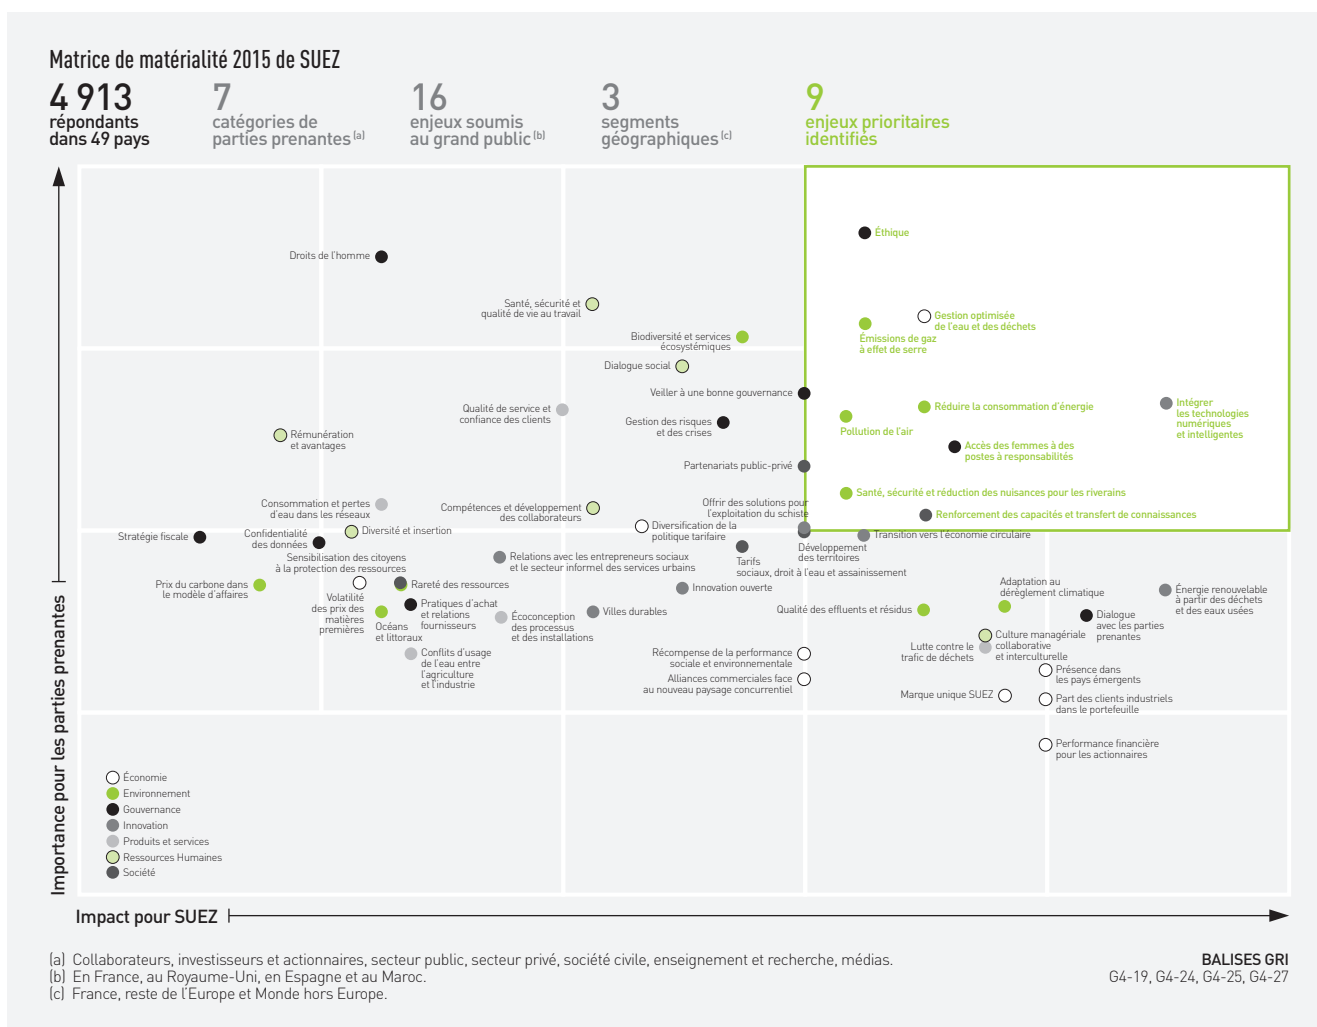 Matrice de matérialité 2015 de SUEZ
4 913
répondants
dans 49 pays
7
catégories de
parties prenantes (a)
16
enjeux soumis
au grand public (b)
3
segments
géographiques (c)
9
enjeux prioritaires
identifiés
Importance pour les parties prenantes
Éthique
Droits de l'homme
Santé, sécurité et
qualité de vie au travail
Gestion optimisée
de l'eau et des déchets
Biodiversité et services
écosystémiques
Émissions de gaz
à effet de serre
Dialogue social
Veiller à une bonne gouvernance
Qualité de service et
confiance des clients
Gestion des risques
et des crises
Réduire la consommation d'énergie
Pollution de l'air
Intégrer
les technologies
numériques
et intelligentes
Rémunération
et avantages
Accès des femmes à des
postes à responsabilités
Partenariats public-privé
Santé, sécurité et réduction des nuisances pour les riverains
Consommation et pertes
d'eau dans les réseaux
Compétences et développement
des collaborateurs
Offrir des solutions pour
l'exploitation du schiste
Renforcement des capacités et transfert de connaissances
Stratégie fiscale
Confidentialité
des données
Diversité et insertion
Diversification de la
politique tarifaire
Développement
des territoires
Transition vers l'économie circulaire
Sensibilisation des citoyens
à la protection des ressources
Relations avec les entrepreneurs sociaux
et le secteur informel des services urbains
Tarifs
sociaux, droit à l'eau et assainissement
Prix du carbone dans
le modèle d'affaires
Volatilité
des prix des
matières
premières
Rareté des ressources
Innovation ouverte
Adaptation au
dérèglement climatique
Énergie renouvelable
à partir des déchets
et des eaux usées
Océans
et littoraux
Pratiques d'achat
et relations
fournisseurs
Écoconception
des processus
et des installations
Villes durables
Qualité des effluents et résidus
Dialogue
avec les parties
prenantes
Conflits d'usage
de l'eau entre
l'agriculture
et l'industrie
Récompense de la performance
sociale et environnementale
Lutte contre le
trafic de déchets
Culture managériale
collaborative
et interculturelle
Alliances commerciales face
au nouveau paysage concurrentiel
Présence dans
les pays émergents
Marque unique SUEZ
Part des clients industriels
dans le portefeuille
Performance financière
pour les actionnaires
Économie
Environnement
Gouvernance
Innovation
Produits et services
Ressources Humaines
Société
Impact pour SUEZ
(a) Collaborateurs, investisseurs et actionnaires, secteur public, secteur privé, société civile, enseignement et recherche, médias.
(b) En France, au Royaume-Uni, en Espagne et au Maroc.
(c) France, reste de l'Europe et Monde hors Europe.
BALISES GRI
G4-19, G4-24, G4-25, G4-27